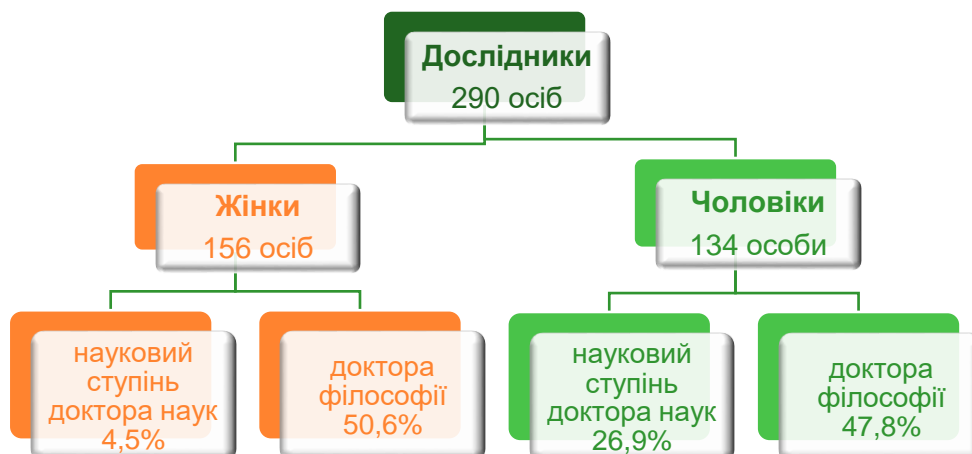 Дослідники
290 осіб
Жінки
156 осіб
Чоловіки
134 особи
науковий
ступінь
доктора наук
4,5%
доктора
філософії
50,6%
науковий
ступінь
доктора наук
26,9%
доктора
філософії
47,8%